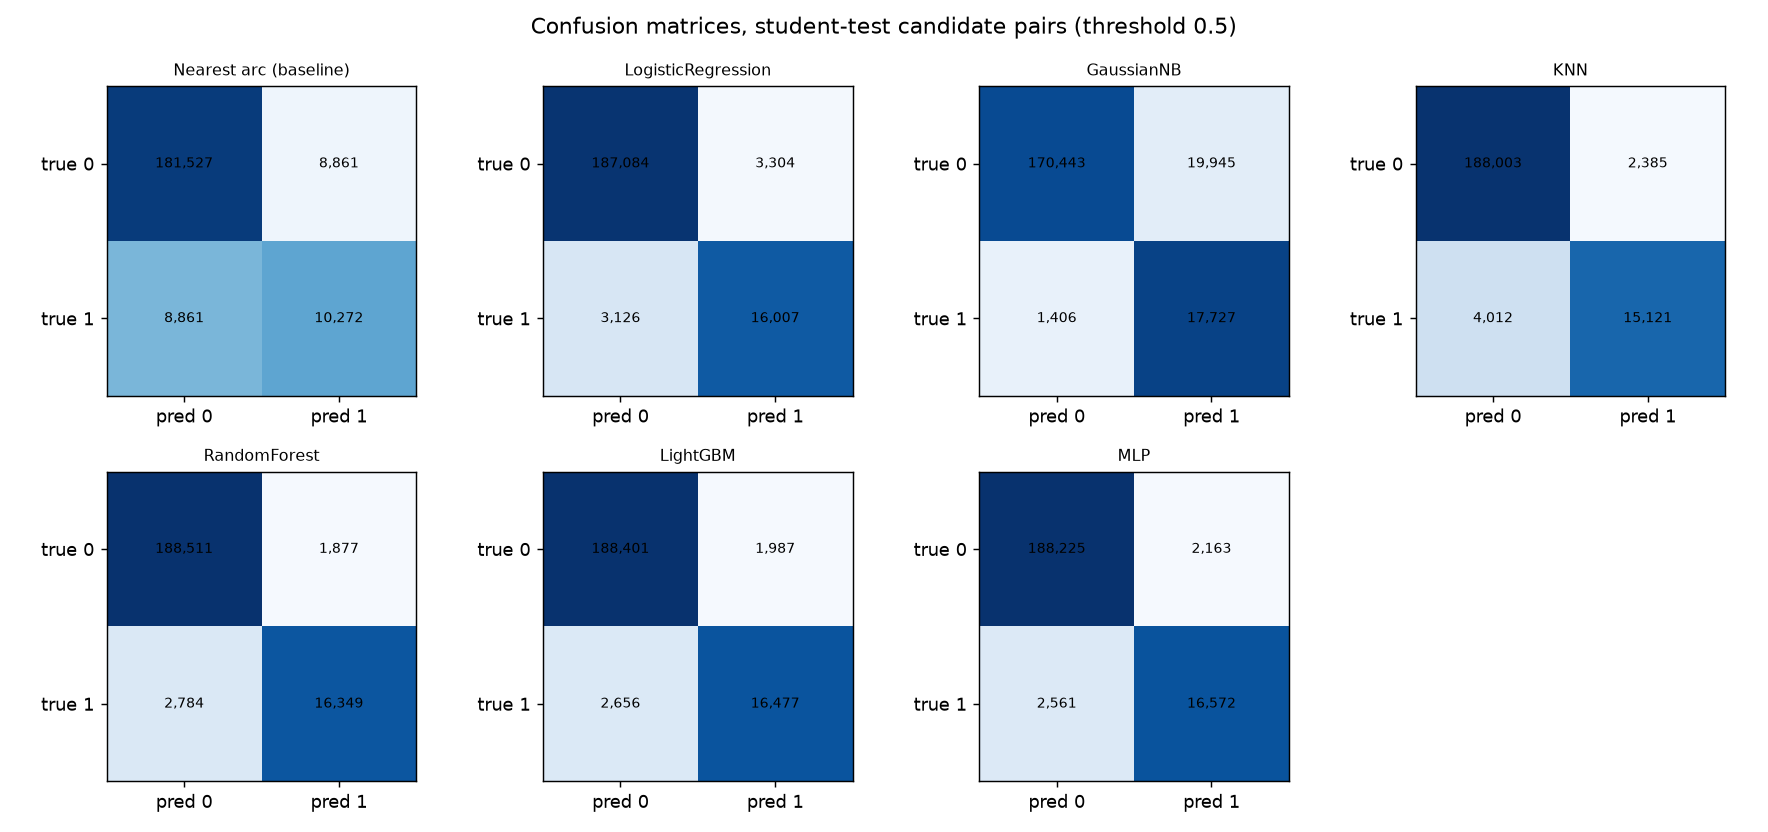 Confusion matrices, student-test candidate pairs (threshold 0.5)
Nearest arc (baseline)
true 0
181,527
8,861
true 1
8,861
10,272
pred 0
pred 1
LogisticRegression
true 0
187,084
3,304
true 1
3,126
16,007
pred 0
pred 1
GaussianNB
true 0
170,443
19,945
true 1
1,406
17,727
pred 0
pred 1
KNN
true 0
188,003
2,385
true 1
4,012
15,121
pred 0
pred 1
RandomForest
true 0
188,511
1,877
true 1
2,784
16,349
pred 0
pred 1
LightGBM
true 0
188,401
1,987
true 1
2,656
16,477
pred 0
pred 1
MLP
true 0
188,225
2,163
true 1
2,561
16,572
pred 0
pred 1